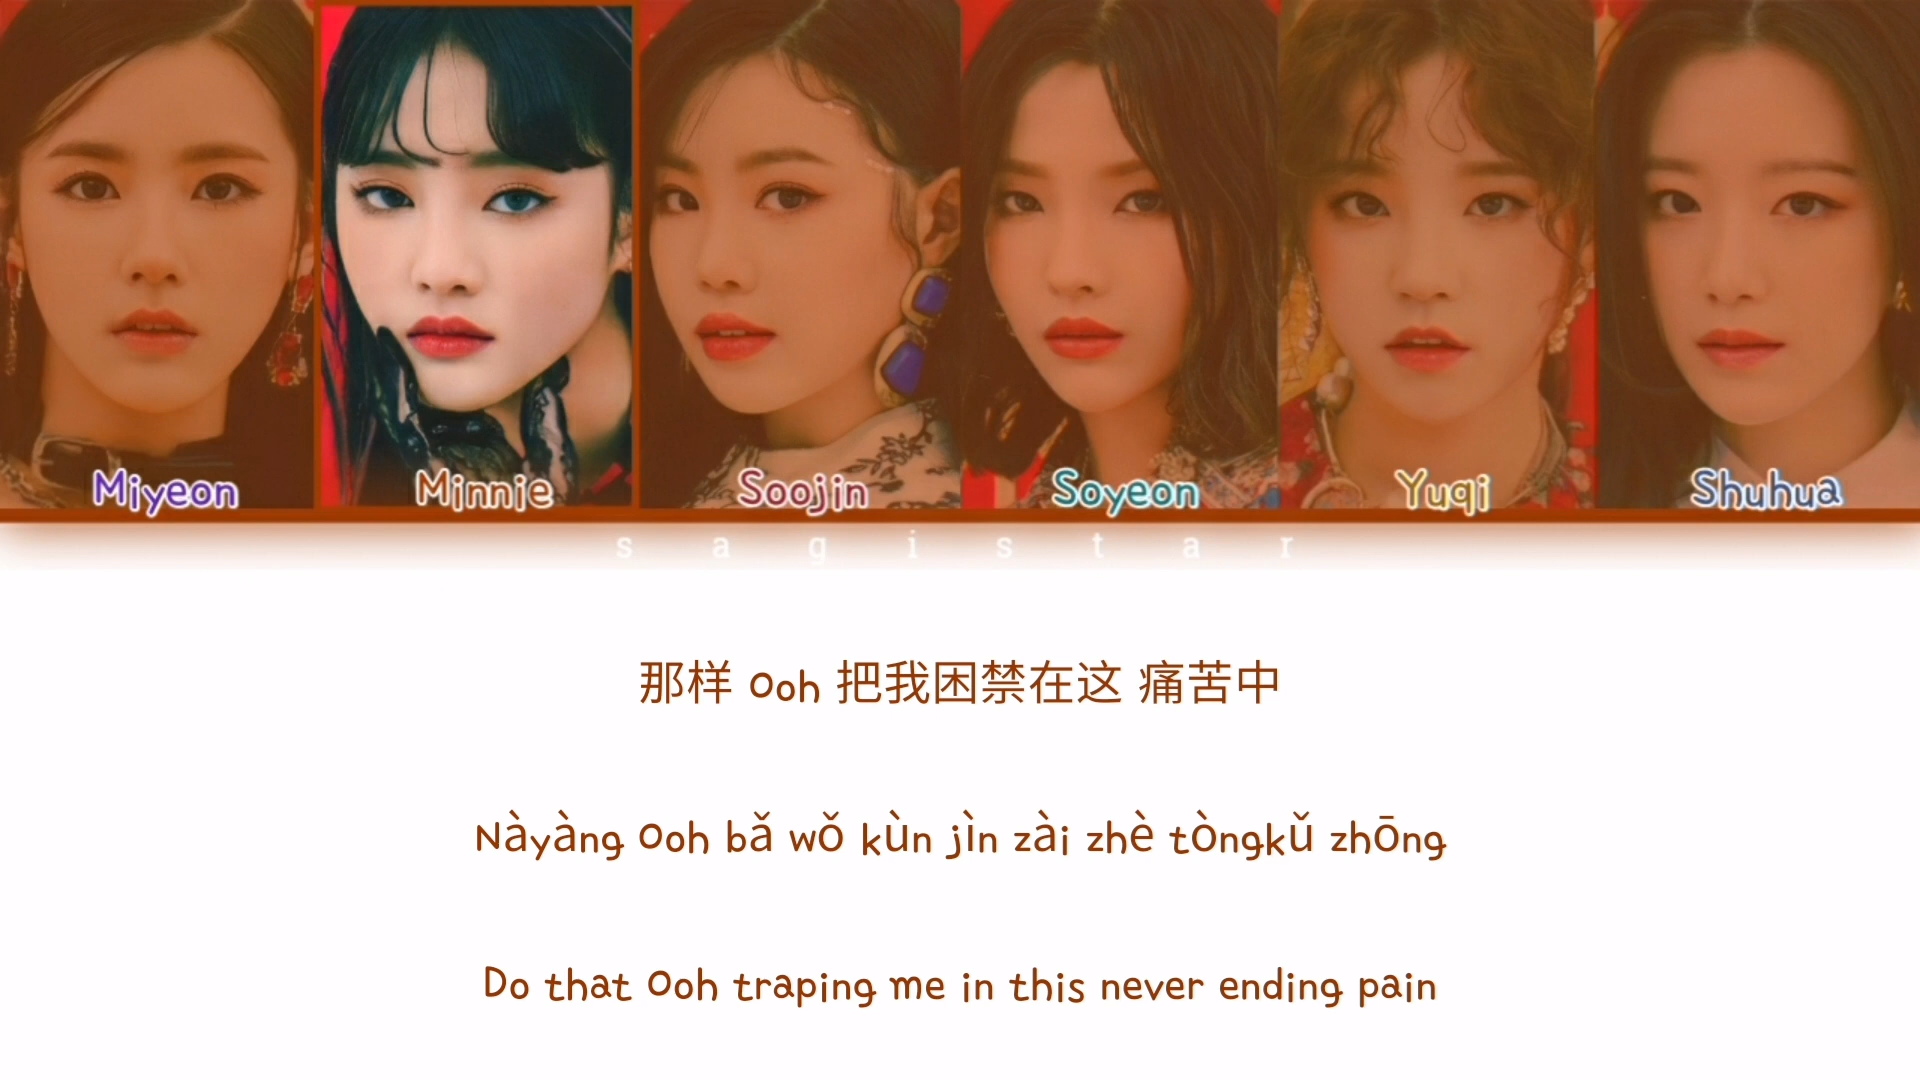 Miyeon Minnie Soojin Soyeon Yuqi Shuhua
s a g i s t a r
那样 Ooh 把我困禁在这 痛苦中
Nàyàng Ooh bǎ wǒ kùn jìn zài zhè tòngkǔ zhōng
Do that Ooh traping me in this never ending pain